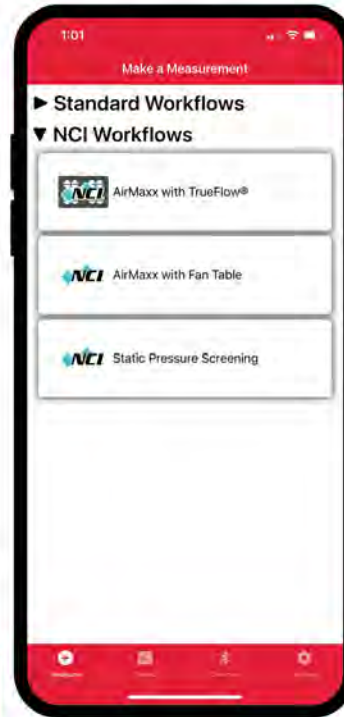 1:01
Make a Measurement
▶ Standard Workflows
▼ NCI Workflows
NCI AirMaxx with TrueFlow®
NCI AirMaxx with Fan Table
NCI Static Pressure Screening